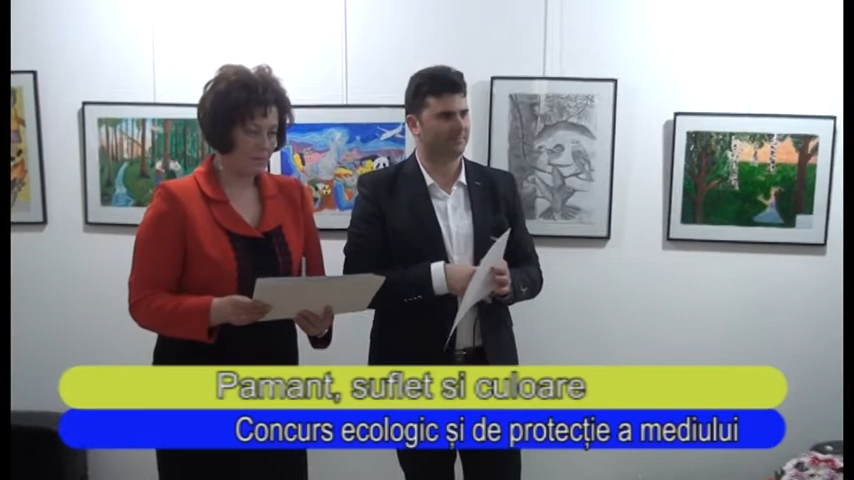 Pamant, suflet si culoare
Concurs ecologic și de protecție a mediului